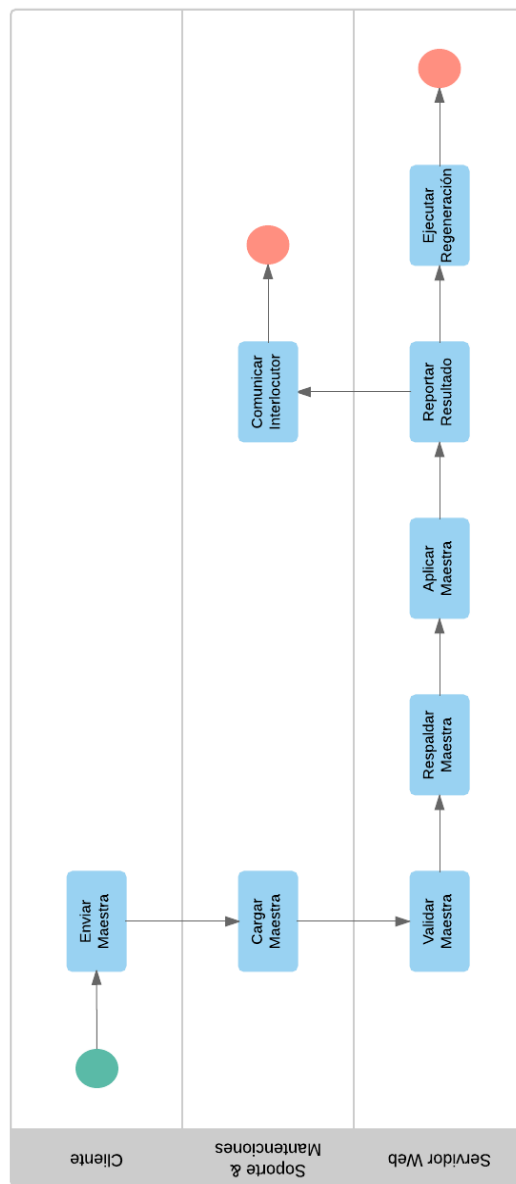 Cliente
Enviar
Maestra
Soporte &
Mantenciones
Cargar
Maestra
Comunicar
Interlocutor
Servidor Web
Validar
Maestra
Respaldar
Maestra
Aplicar
Maestra
Reportar
Resultado
Ejecutar
Regeneración